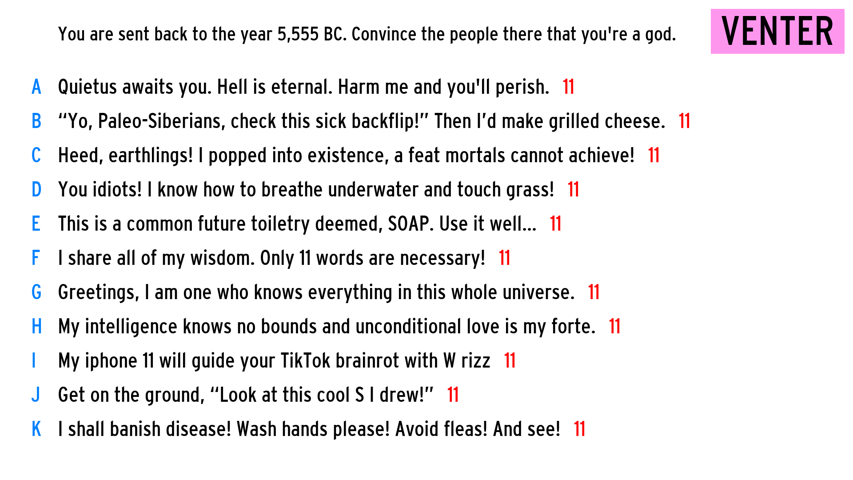 You are sent back to the year 5,555 BC. Convince the people there that you're a god.
VENTER
A Quietus awaits you. Hell is eternal. Harm me and you'll perish. 11
B “Yo, Paleo-Siberians, check this sick backflip!” Then I’d make grilled cheese. 11
C Heed, earthlings! I popped into existence, a feat mortals cannot achieve! 11
D You idiots! I know how to breathe underwater and touch grass! 11
E This is a common future toiletry deemed, SOAP. Use it well... 11
F I share all of my wisdom. Only 11 words are necessary! 11
G Greetings, I am one who knows everything in this whole universe. 11
H My intelligence knows no bounds and unconditional love is my forte. 11
I My iphone 11 will guide your TikTok brainrot with W rizz 11
J Get on the ground, “Look at this cool S I drew!” 11
K I shall banish disease! Wash hands please! Avoid fleas! And see! 11